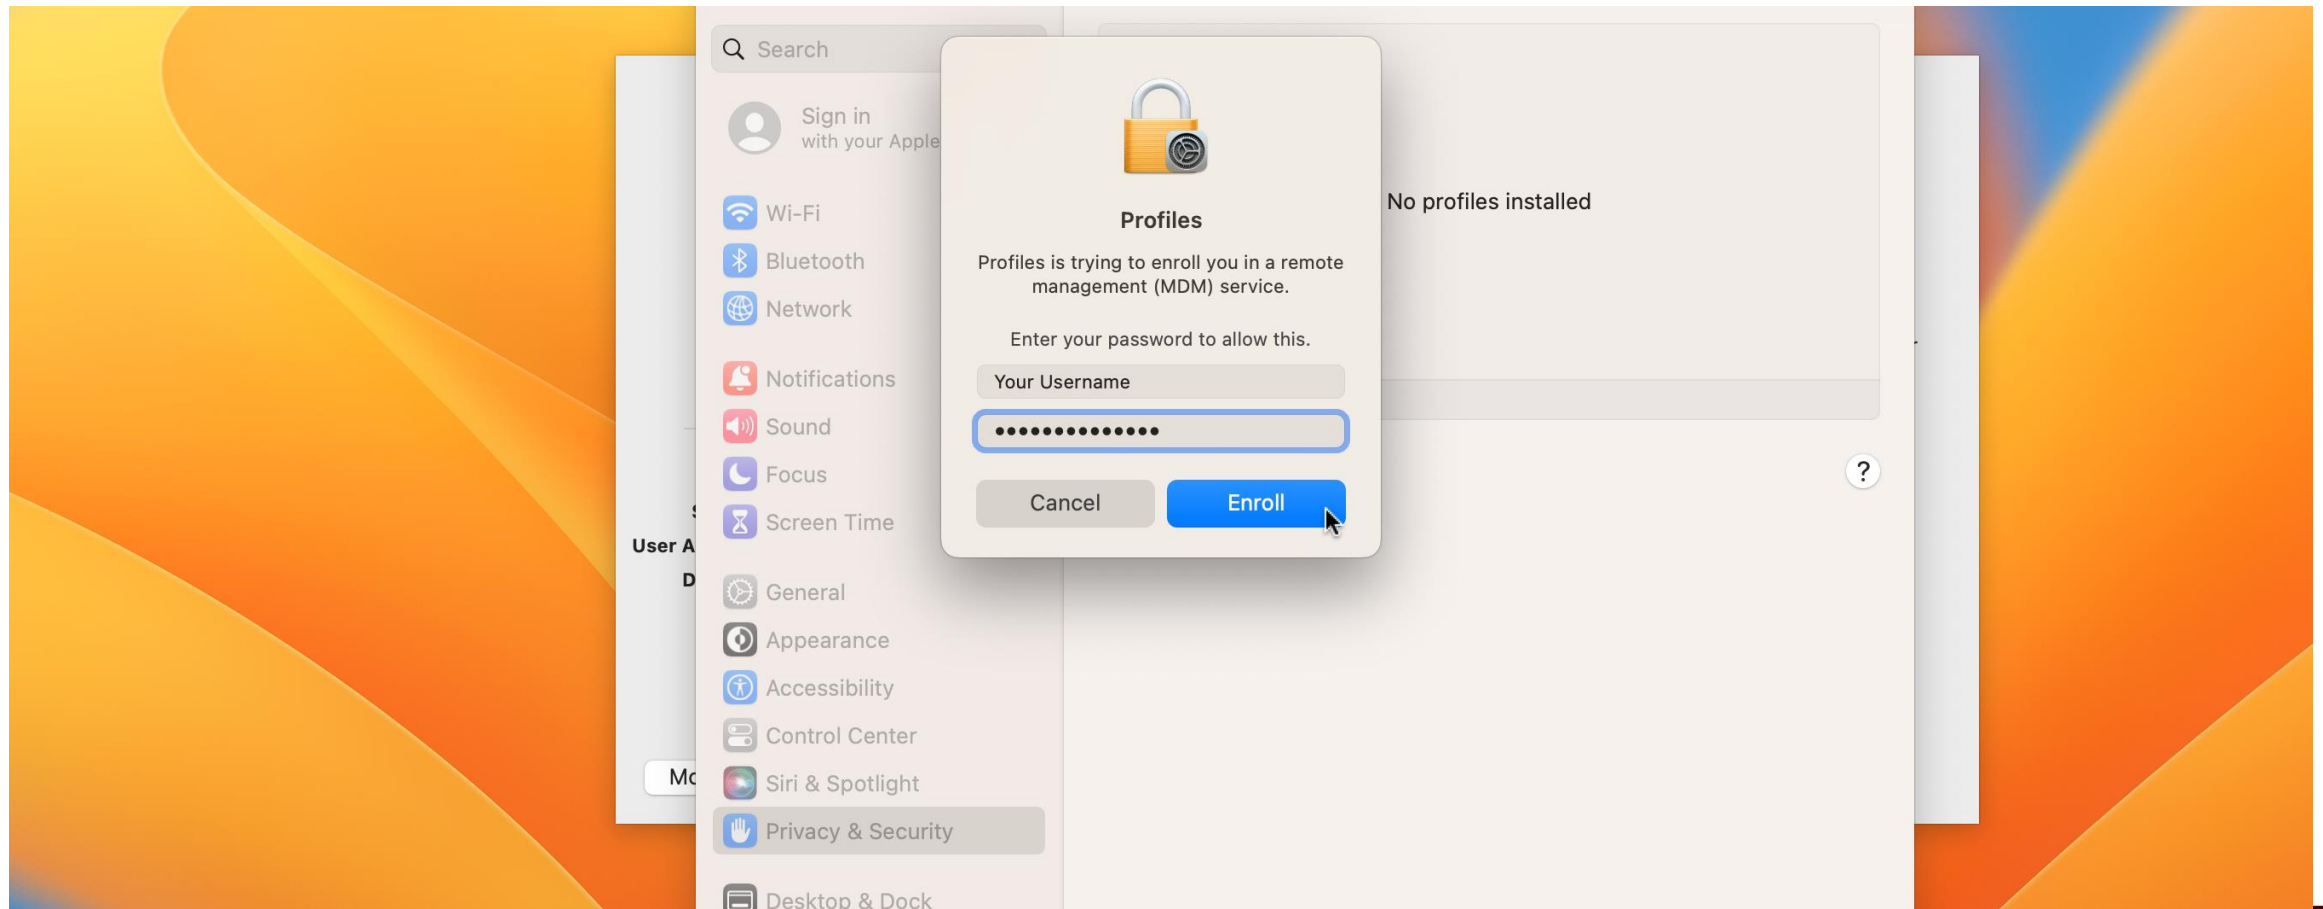 Search
Sign in
with your Apple
Wi-Fi
Bluetooth
Network
Notifications
Sound
Focus
Screen Time
General
Appearance
Accessibility
Control Center
Siri & Spotlight
Privacy & Security
Desktop & Dock
User A
D
Profiles
Profiles is trying to enroll you in a remote
management (MDM) service.
Enter your password to allow this.
Your Username
••••••••••••••
Cancel
Enroll
No profiles installed
?